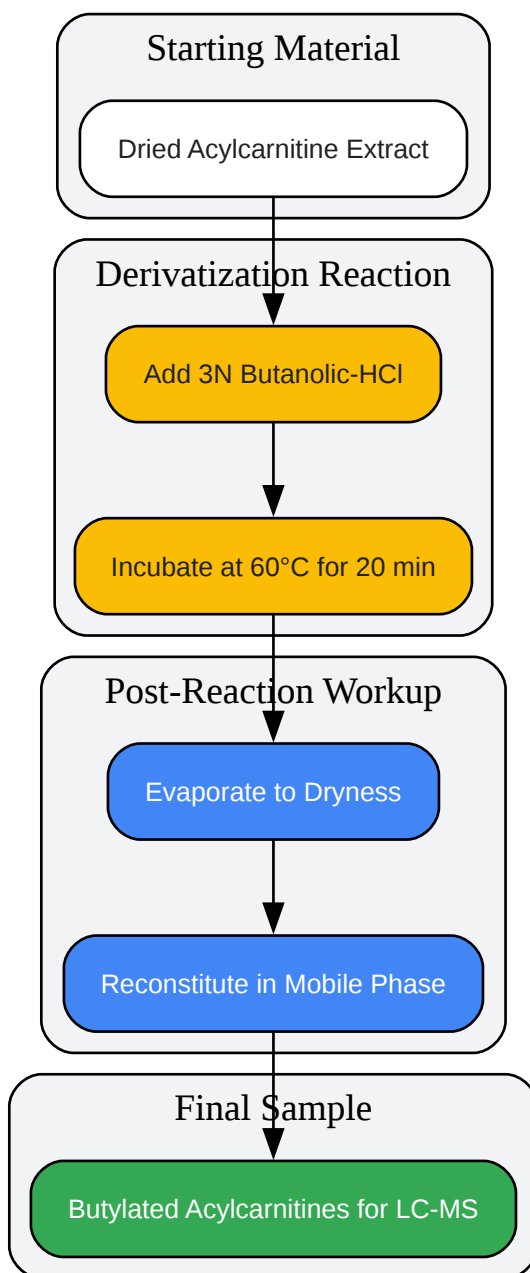 Starting Material
Dried Acylcarnitine Extract
Derivatization Reaction
Add 3N Butanolic-HCl
Incubate at 60°C for 20 min
Post-Reaction Workup
Evaporate to Dryness
Reconstitute in Mobile Phase
Final Sample
Butylated Acylcarnitines for LC-MS